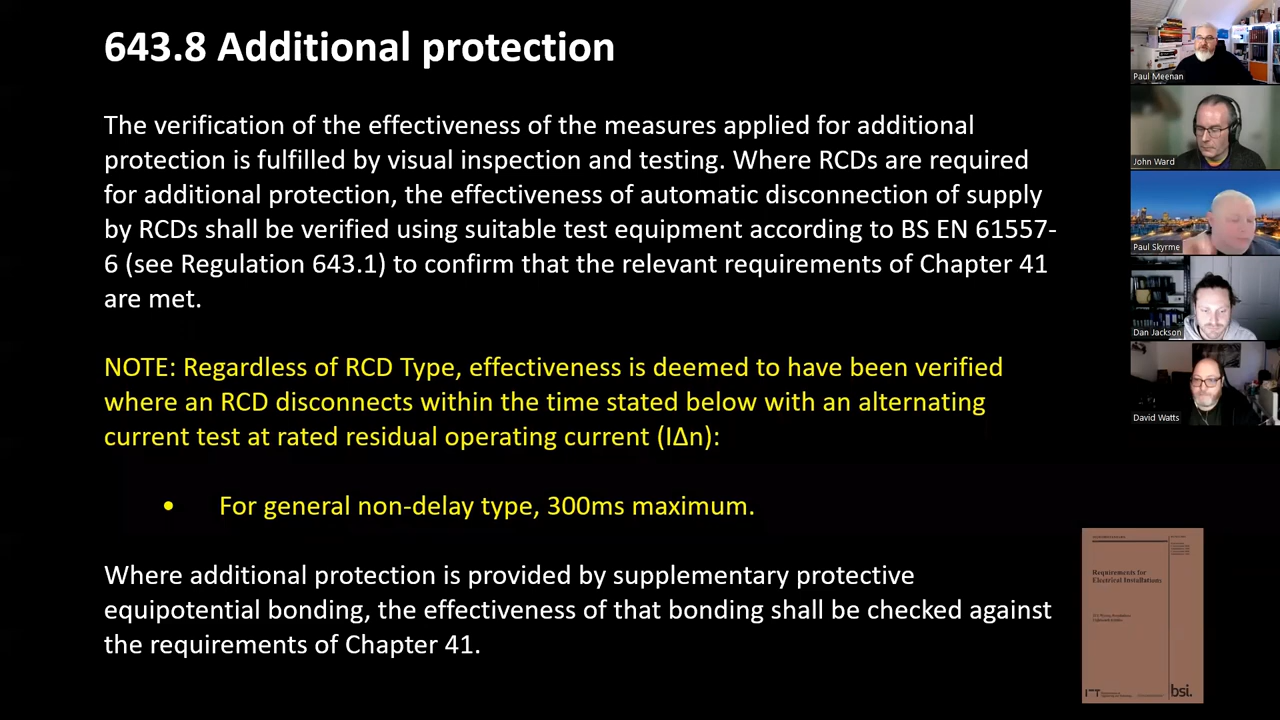 643.8 Additional protection
The verification of the effectiveness of the measures applied for additional
protection is fulfilled by visual inspection and testing. Where RCDs are required
for additional protection, the effectiveness of automatic disconnection of supply
by RCDs shall be verified using suitable test equipment according to BS EN 61557-
6 (see Regulation 643.1) to confirm that the relevant requirements of Chapter 41
are met.
NOTE: Regardless of RCD Type, effectiveness is deemed to have been verified
where an RCD disconnects within the time stated below with an alternating
current test at rated residual operating current (IΔn):
• For general non-delay type, 300ms maximum.
Where additional protection is provided by supplementary protective
equipotential bonding, the effectiveness of that bonding shall be checked against
the requirements of Chapter 41.
Paul Meenan
John Ward
Paul Skyrme
Dan Jackson
David Watts
Requirements for
Electrical Installations
IET
bsi.